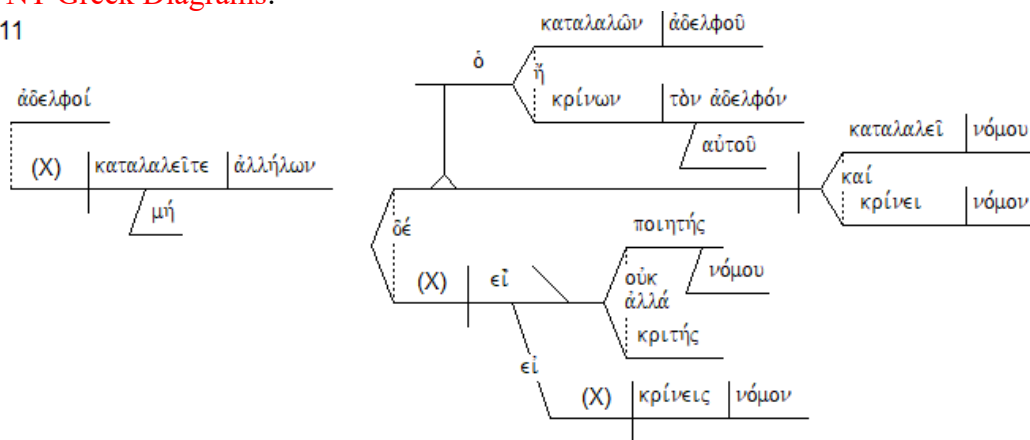 NT Greek Diagrams.
11
ἀδελφοί
(X) καταλαλεῖτε ἀλλήλων
μή
ὁ
καταλαλῶν ἀδελφοῦ
ἤ
κρίνων τὸν ἀδελφόν
αὐτοῦ
καταλαλεῖ νόμου
καί
κρίνει νόμον
δέ
(X) εἶ
ποιητής
νόμου
οὐκ
ἀλλά
κριτής
εἰ
(X) κρίνεις νόμον